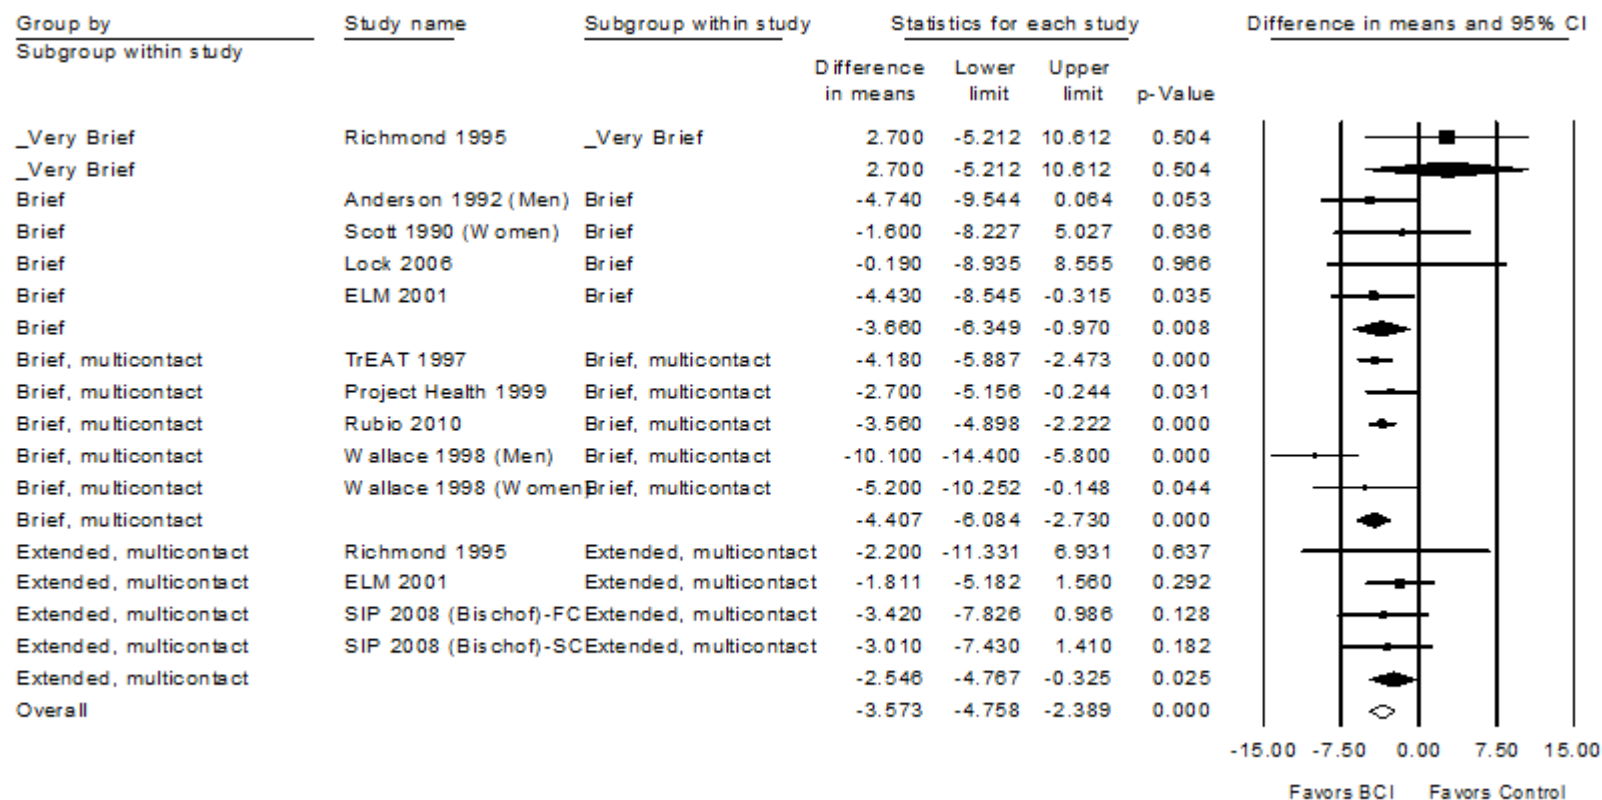 Group by Study name Subgroup within study Statistics for each study Difference in means and 95% CI
Subgroup within study
Difference Lower Upper
in means limit limit p-Value
_Very Brief Richmond 1995 _Very Brief 2.700 -5.212 10.612 0.504
_Very Brief 2.700 -5.212 10.612 0.504
Brief Anderson 1992 (Men) Brief -4.740 -9.544 0.064 0.053
Brief Scott 1990 (Women) Brief -1.600 -8.227 5.027 0.636
Brief Lock 2006 Brief -0.190 -8.935 8.555 0.966
Brief ELM 2001 Brief -4.430 -8.545 -0.315 0.035
Brief -3.660 -6.349 -0.970 0.008
Brief, multicontact TrEAT 1997 Brief, multicontact -4.180 -5.887 -2.473 0.000
Brief, multicontact Project Health 1999 Brief, multicontact -2.700 -5.156 -0.244 0.031
Brief, multicontact Rubio 2010 Brief, multicontact -3.560 -4.898 -2.222 0.000
Brief, multicontact Wallace 1998 (Men) Brief, multicontact -10.100 -14.400 -5.800 0.000
Brief, multicontact Wallace 1998 (Women) Brief, multicontact -5.200 -10.252 -0.148 0.044
Brief, multicontact -4.407 -6.084 -2.730 0.000
Extended, multicontact Richmond 1995 Extended, multicontact -2.200 -11.331 6.931 0.637
Extended, multicontact ELM 2001 Extended, multicontact -1.811 -5.182 1.560 0.292
Extended, multicontact SIP 2008 (Bischof)-FC Extended, multicontact -3.420 -7.826 0.986 0.128
Extended, multicontact SIP 2008 (Bischof)-SC Extended, multicontact -3.010 -7.430 1.410 0.182
Extended, multicontact -2.546 -4.767 -0.325 0.025
Overall -3.573 -4.758 -2.389 0.000
-15.00 -7.50 0.00 7.50 15.00
Favors BCI Favors Control